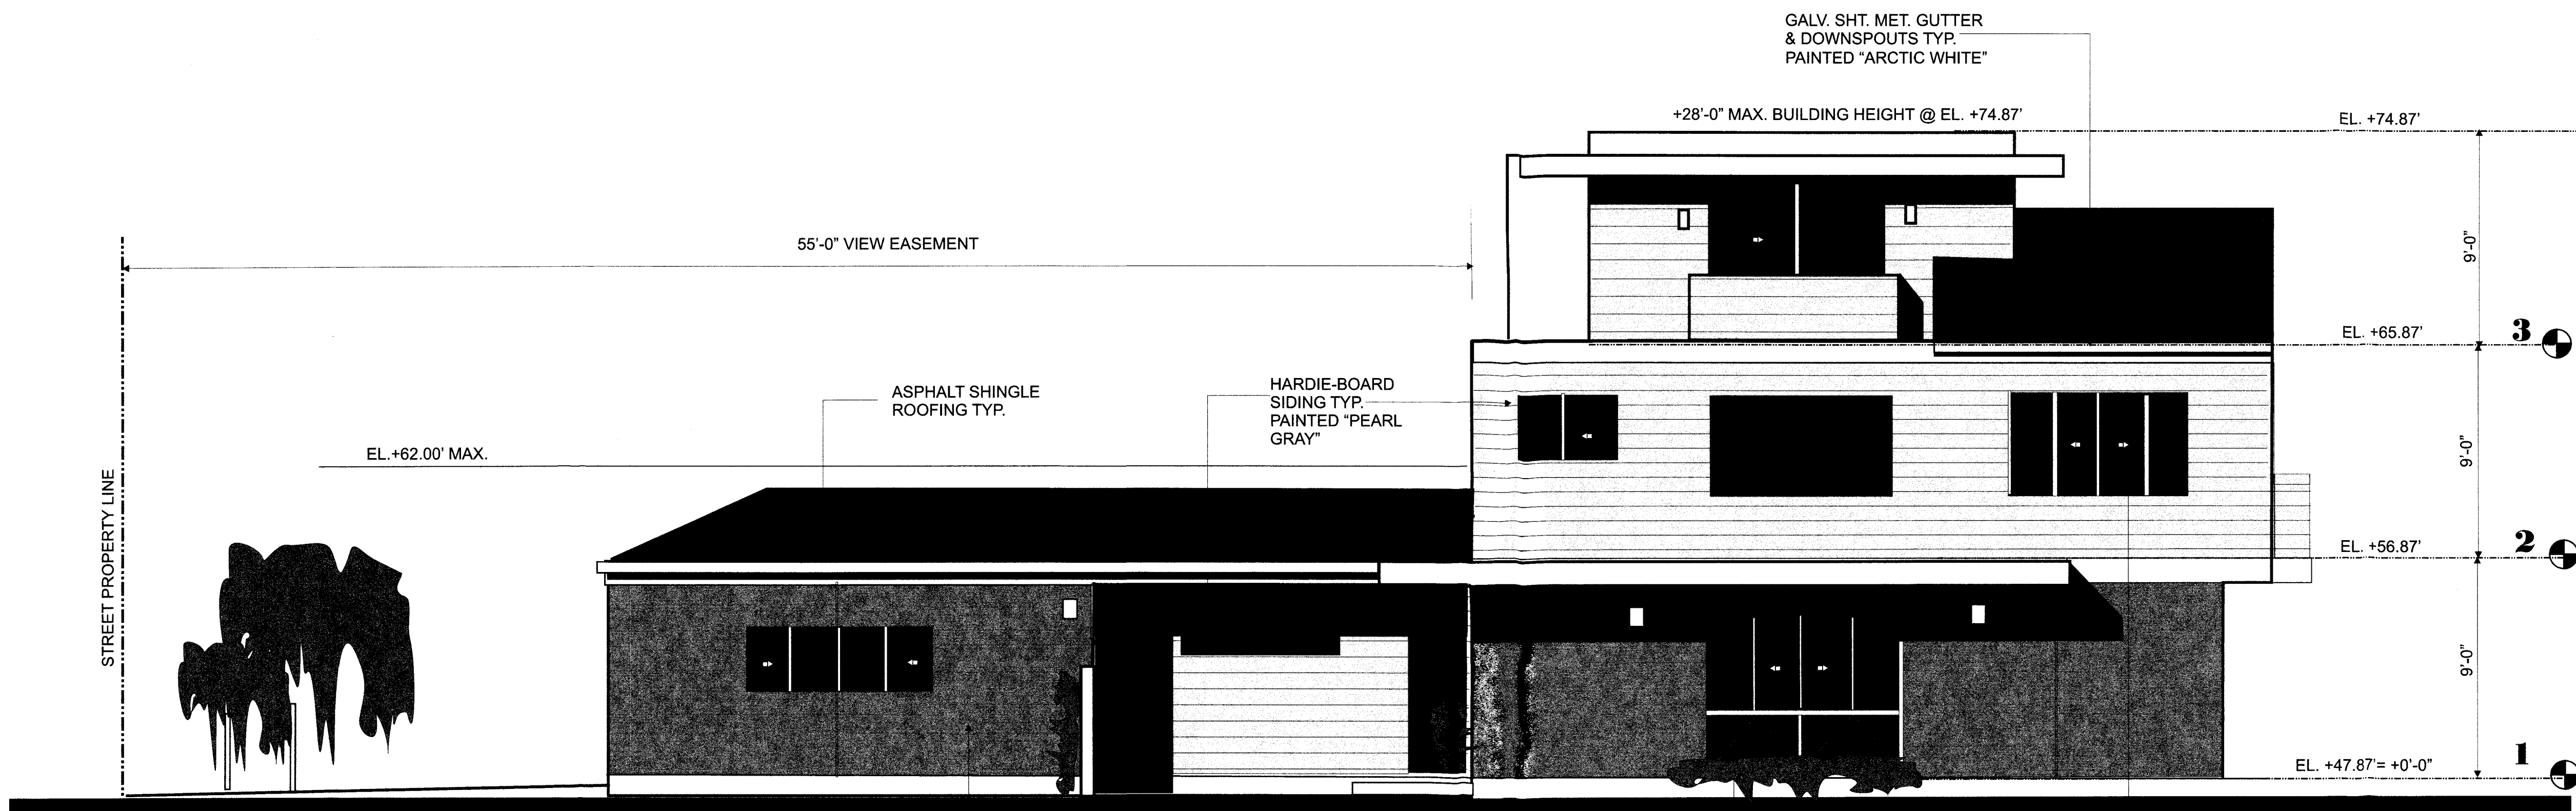 GALV. SHT. MET. GUTTER
& DOWNSPOUTS TYP.
PAINTED “ARCTIC WHITE”
+28’-0” MAX. BUILDING HEIGHT @ EL. +74.87’
EL. +74.87’
55’-0” VIEW EASEMENT
9’-0”
EL. +65.87’
3
ASPHALT SHINGLE
ROOFING TYP.
HARDIE-BOARD
SIDING TYP.
PAINTED “PEARL
GRAY”
EL.+62.00’ MAX.
9’-0”
STREET PROPERTY LINE
EL. +56.87’
2
9’-0”
EL. +47.87’= +0’-0”
1